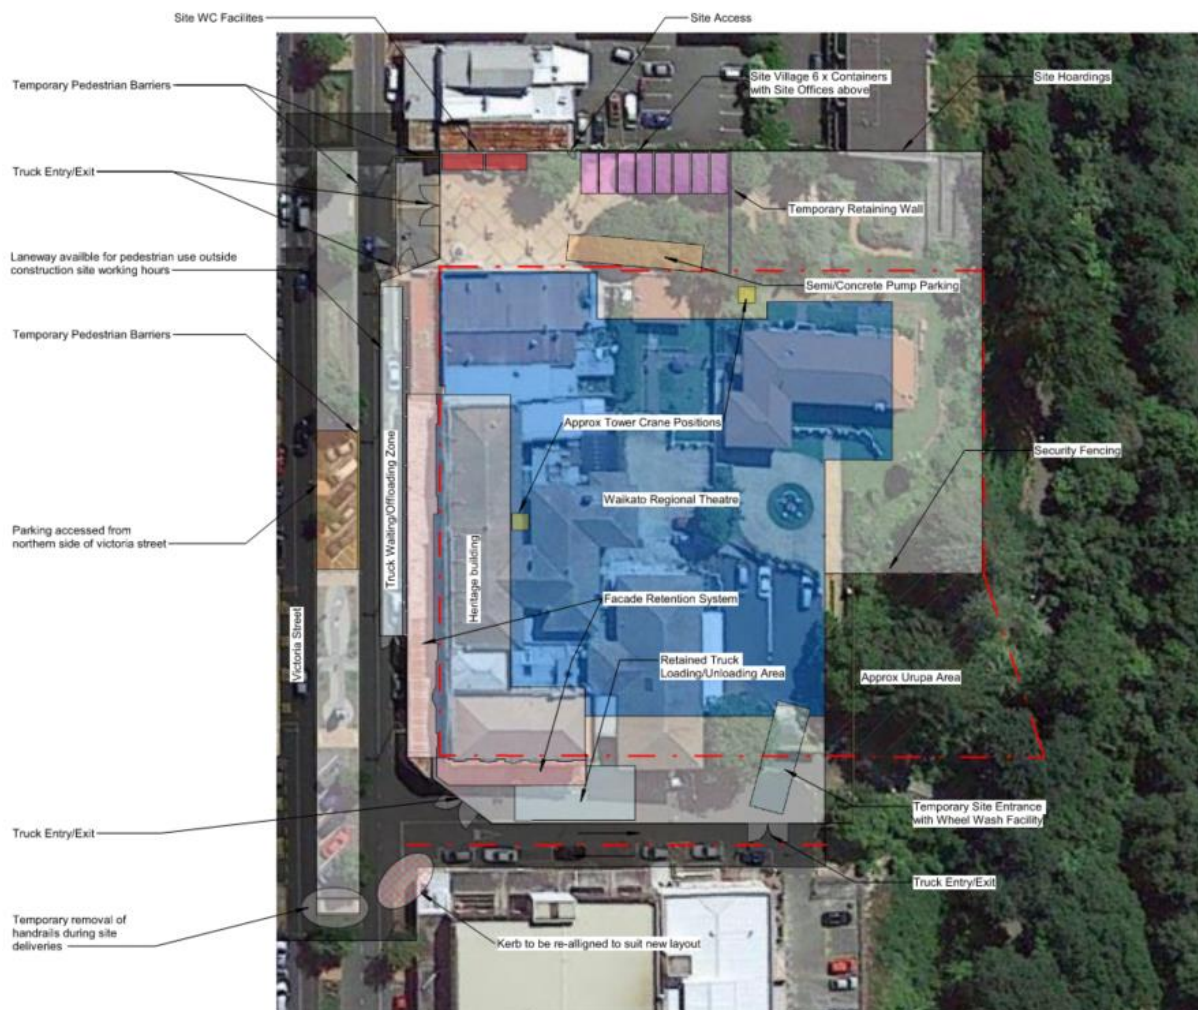 Site WC Facilites
Site Access
Temporary Pedestrian Barriers
Site Village 6 x Containers
with Site Offices above
Site Hoardings
Truck Entry/Exit
Temporary Retaining Wall
Laneway availble for pedestrian use outside
construction site working hours
Semi/Concrete Pump Parking
Temporary Pedestrian Barriers
Approx Tower Crane Positions
Truck Waiting/Offloading Zone
Security Fencing
Waikato Regional Theatre
Parking accessed from
northern side of victoria street
Heritage building
Facade Retention System
Victoria Street
Retained Truck
Loading/Unloading Area
Approx Urupa Area
Temporary Site Entrance
with Wheel Wash Facility
Truck Entry/Exit
Truck Entry/Exit
Temporary removal of
handrails during site
deliveries
Kerb to be re-alligned to suit new layout